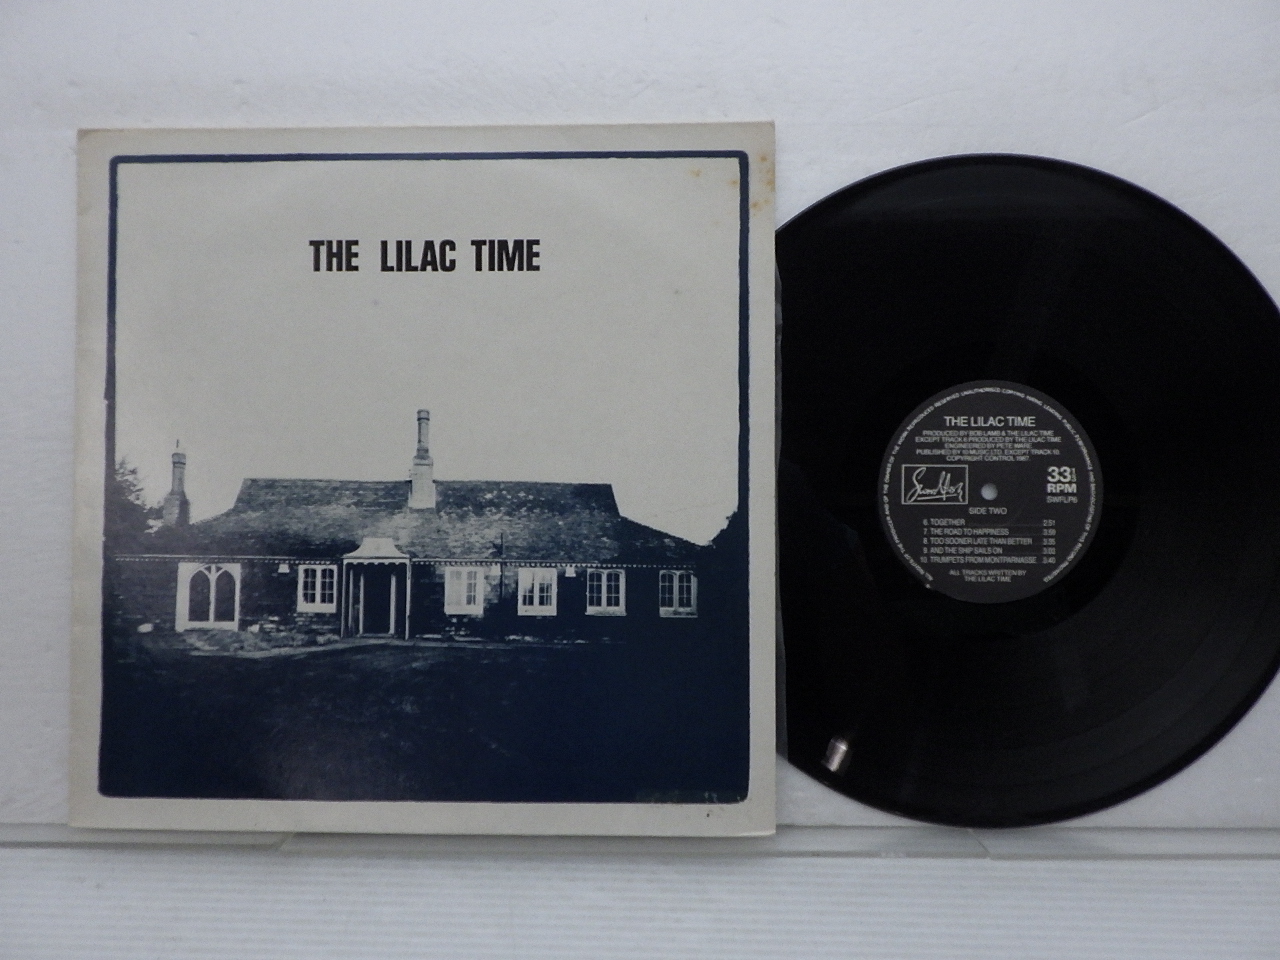 THE LILAC TIME
THE LILAC TIME
PRODUCED BY BOB LAMB & THE LILAC TIME
EXCEPT TRACK 6 PRODUCED BY THE LILAC TIME
ENGINEERED BY PETE WARE.
PUBLISHED BY 10 MUSIC LTD. EXCEPT TRACK 10.
COPYRIGHT CONTROL 1987.
33⅓
RPM
SWFLP6
SIDE TWO
6. TOGETHER 2:51
7. THE ROAD TO HAPPINESS 3:59
8. TOO SOONER LATE THAN BETTER 3:35
9. AND THE SHIP SAILS ON 3:03
10. TRUMPETS FROM MONTPARNASSE 3:40
ALL TRACKS WRITTEN BY
THE LILAC TIME